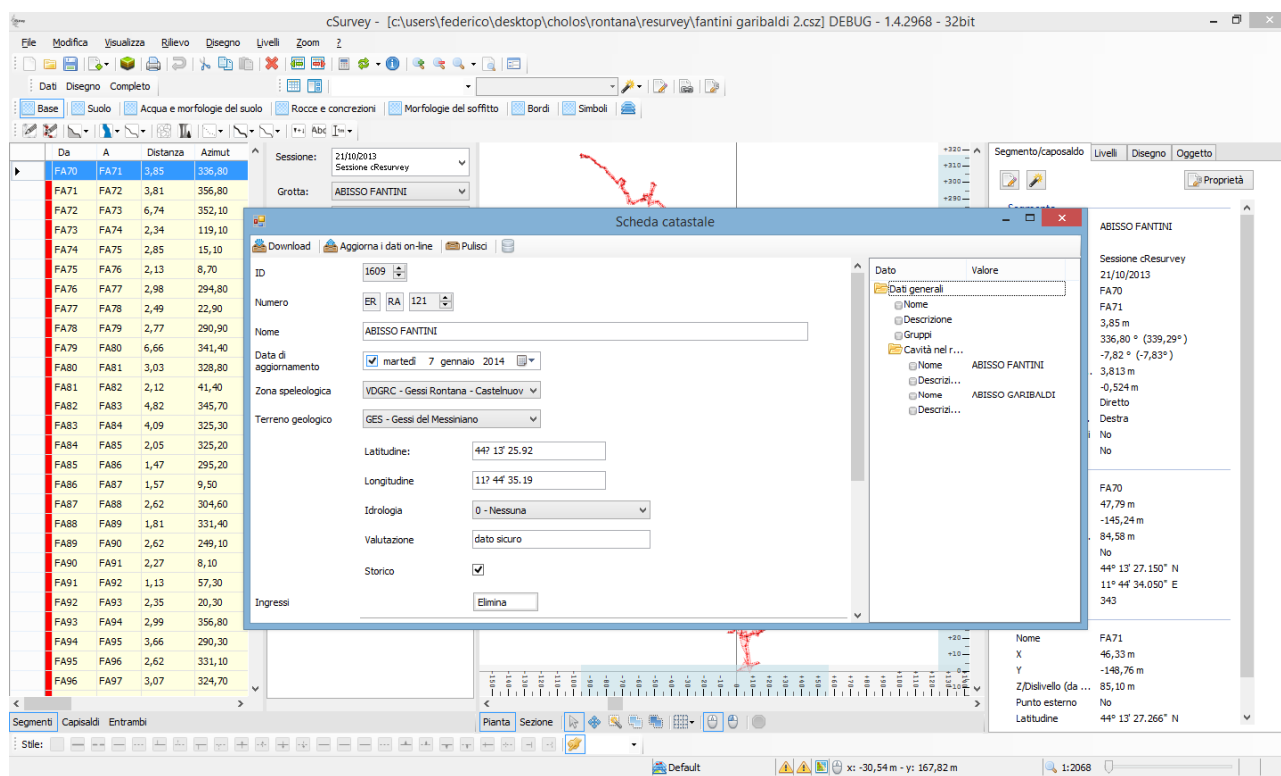 cSurvey - [c:\users\federico\desktop\cholos\rontana\resurvey\fantini garibaldi 2.csz] DEBUG - 1.4.2968 - 32bit
File Modifica Visualizza Rilievo Disegno Livelli Zoom ?
Dati Disegno Completo
Base Suolo Acqua e morfologie del suolo Rocce e concrezioni Morfologie del soffitto Bordi Simboli
Da A Distanza Azimut
FA70 FA71 3,85 336,80
FA71 FA72 3,81 356,80
FA72 FA73 6,74 352,10
FA73 FA74 2,34 119,10
FA74 FA75 2,85 15,10
FA75 FA76 2,13 8,70
FA76 FA77 2,98 294,80
FA77 FA78 2,49 22,90
FA78 FA79 2,77 290,90
FA79 FA80 6,66 341,40
FA80 FA81 3,03 328,80
FA81 FA82 2,12 41,40
FA82 FA83 4,82 345,70
FA83 FA84 4,09 325,30
FA84 FA85 2,05 325,20
FA85 FA86 1,47 295,20
FA86 FA87 1,57 9,50
FA87 FA88 2,62 304,60
FA88 FA89 1,81 331,40
FA89 FA90 2,62 249,10
FA90 FA91 2,27 8,10
FA91 FA92 1,13 57,30
FA92 FA93 2,35 20,30
FA93 FA94 2,99 356,80
FA94 FA95 3,66 290,30
FA95 FA96 2,62 331,10
FA96 FA97 3,07 324,70
Segmenti Capisaldi Entrambi
Sessione: 21/10/2013
Sessione cResurvey
Grotta: ABISSO FANTINI
+320
+310
+300
+290
Scheda catastale
Download Aggiorna i dati on-line Pulisci
ID 1609
Numero ER RA 121
Nome ABISSO FANTINI
Data di aggiornamento martedì 7 gennaio 2014
Zona speleologica VDGRC - Gessi Rontana - Castelnuov
Terreno geologico GES - Gessi del Messiniano
Latitudine: 44? 13' 25.92
Longitudine 11? 44' 35.19
Idrologia 0 - Nessuna
Valutazione dato sicuro
Storico
Ingressi Elimina
Dato Valore
Dati generali
Nome
Descrizione
Gruppi
Cavità nel r...
Nome ABISSO FANTINI
Descrizi...
Nome ABISSO GARIBALDI
Descrizi...
+20
+10
Pianta Sezione
Segmento/caposaldo Livelli Disegno Oggetto
Proprietà
Segmento
ABISSO FANTINI
Sessione cResurvey
21/10/2013
FA70
FA71
3,85 m
336,80 ° (339,29°)
-7,82 ° (-7,83°)
3,813 m
-0,524 m
Diretto
Destra
No
No
FA70
47,79 m
-145,24 m
84,58 m
No
44° 13' 27.150" N
11° 44' 34.050" E
343
Nome FA71
X 46,33 m
Y -148,76 m
Z/Dislivello (da ... 85,10 m
Punto esterno No
Latitudine 44° 13' 27.266" N
Stile:
Default x: -30,54 m - y: 167,82 m 1:2068